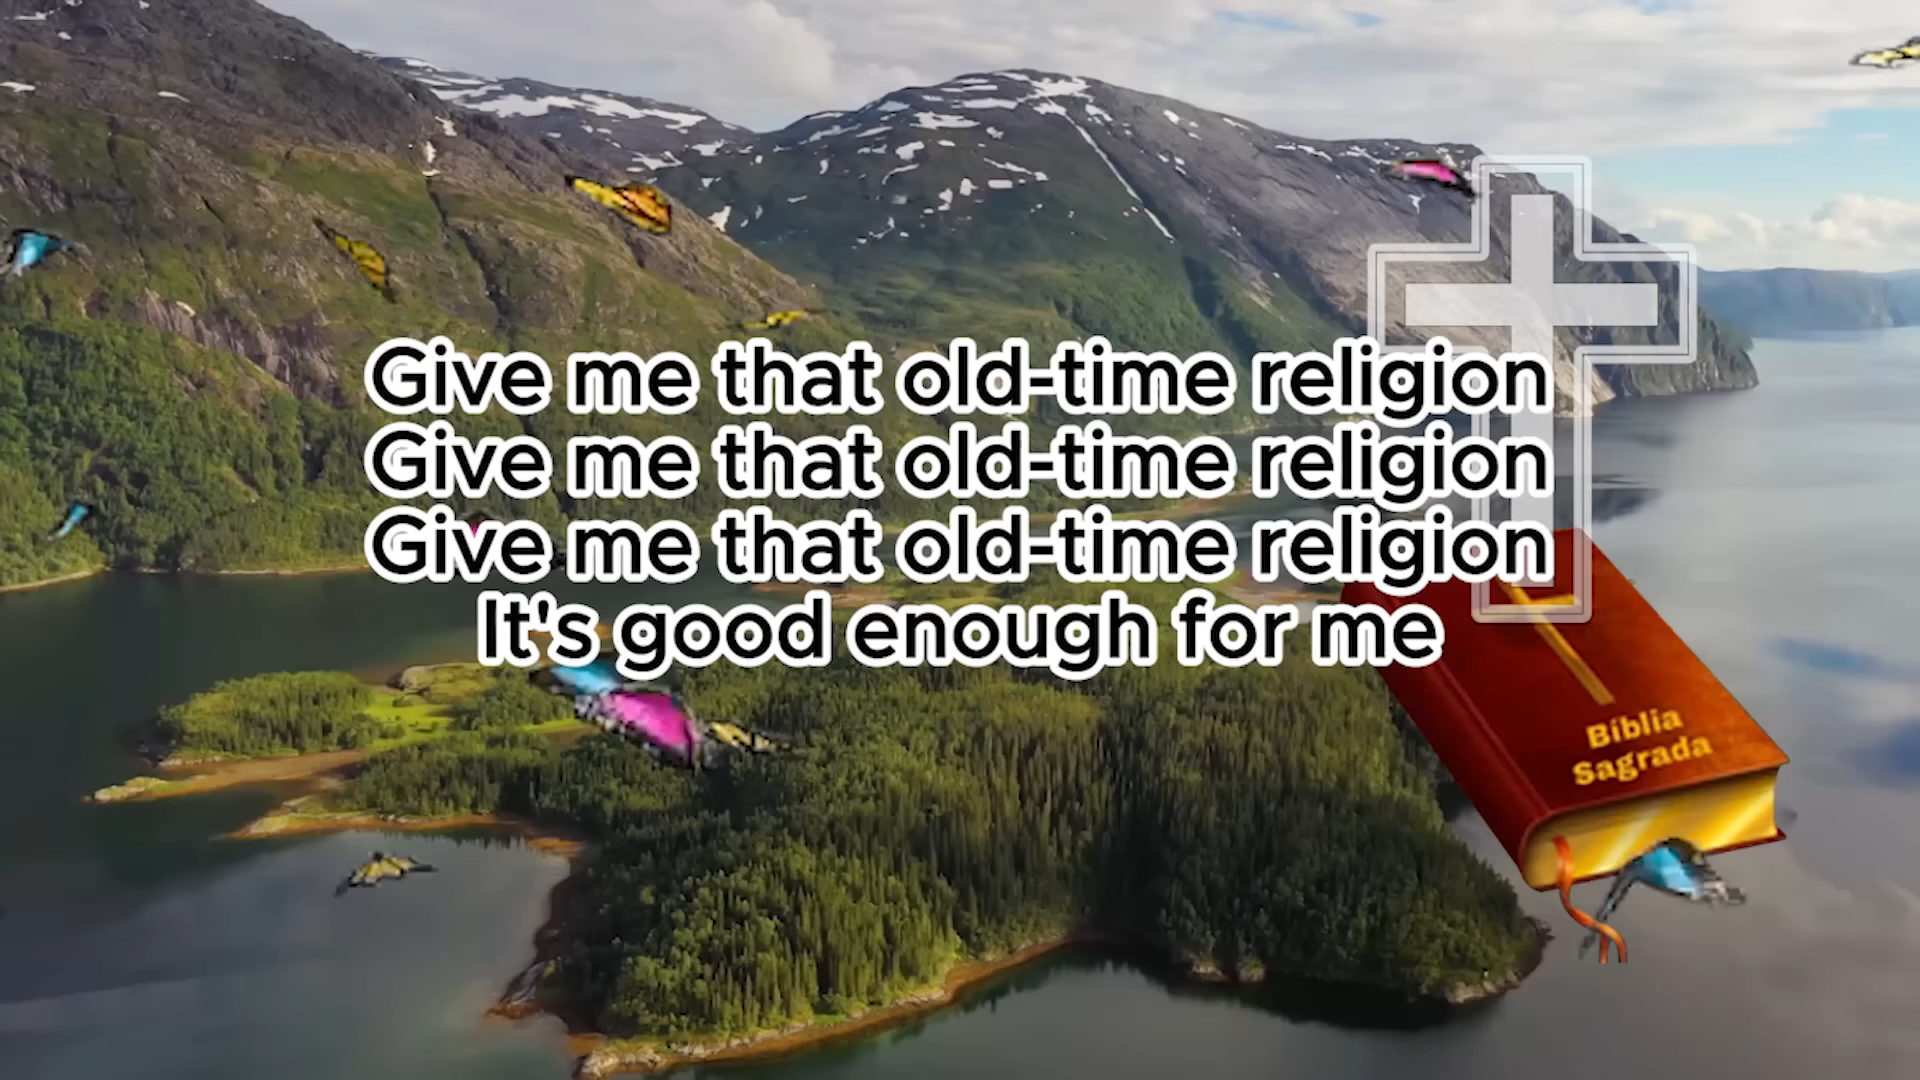 Give me that old-time religion
Give me that old-time religion
Give me that old-time religion
It's good enough for me
Bíblia
Sagrada